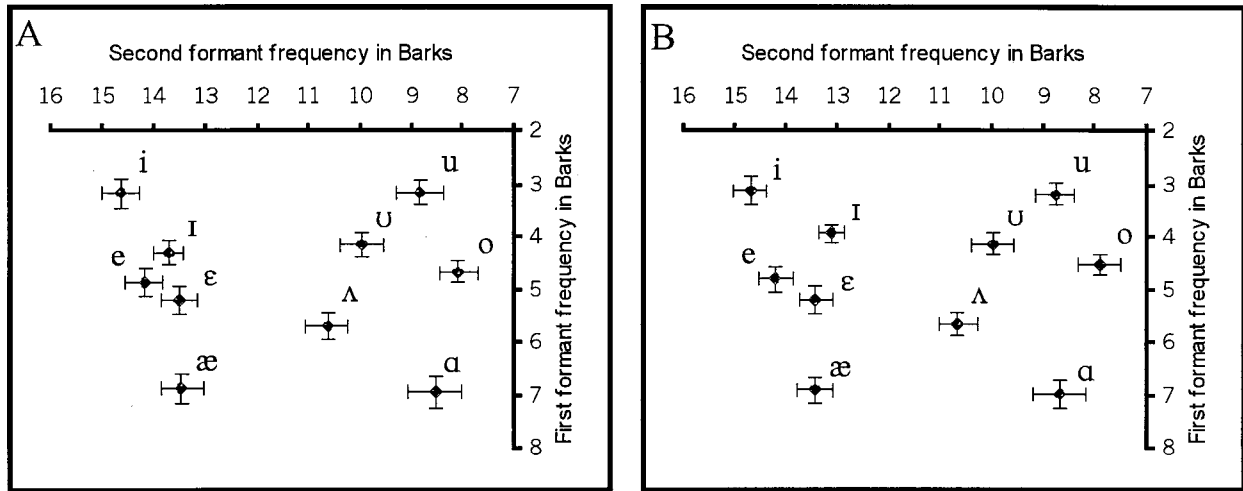 A
Second formant frequency in Barks
16 15 14 13 12 11 10 9 8 7
2
i u
3
ɪ ʊ
4
o
e ɛ
5
ʌ
6
æ ɑ
7
8
First formant frequency in Barks
B
Second formant frequency in Barks
16 15 14 13 12 11 10 9 8 7
2
i u
3
ɪ ʊ
4
o
e ɛ
5
ʌ
6
æ ɑ
7
8
First formant frequency in Barks